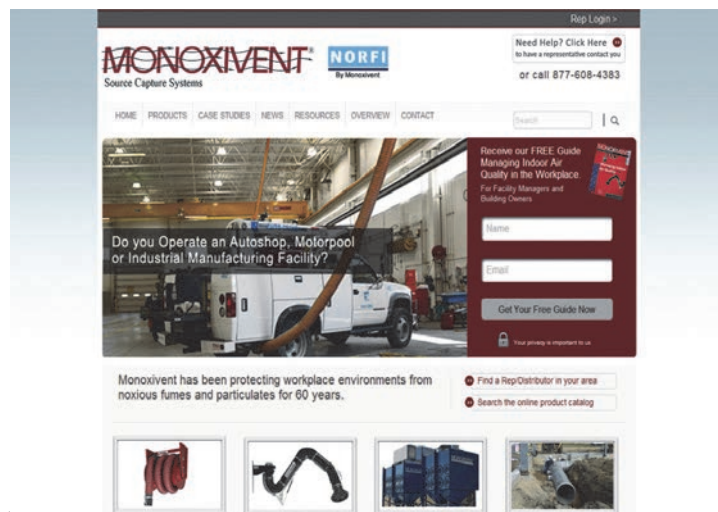 Rep Login >
MONOXIVENT®
Source Capture Systems
NORFI
By Monoxivent
Need Help? Click Here
to have a representative contact you
or call 877-608-4383
HOME PRODUCTS CASE STUDIES NEWS RESOURCES OVERVIEW CONTACT
Search
Do you Operate an Autoshop, Motorpool
or Industrial Manufacturing Facility?
Receive our FREE Guide
Managing Indoor Air
Quality in the Workplace.
For Facility Managers and
Building Owners
MONOXIVENT
Name
Email
Get Your Free Guide Now
Your privacy is important to us
Monoxivent has been protecting workplace environments from
noxious fumes and particulates for 60 years.
Find a Rep/Distributor in your area
Search the online product catalog